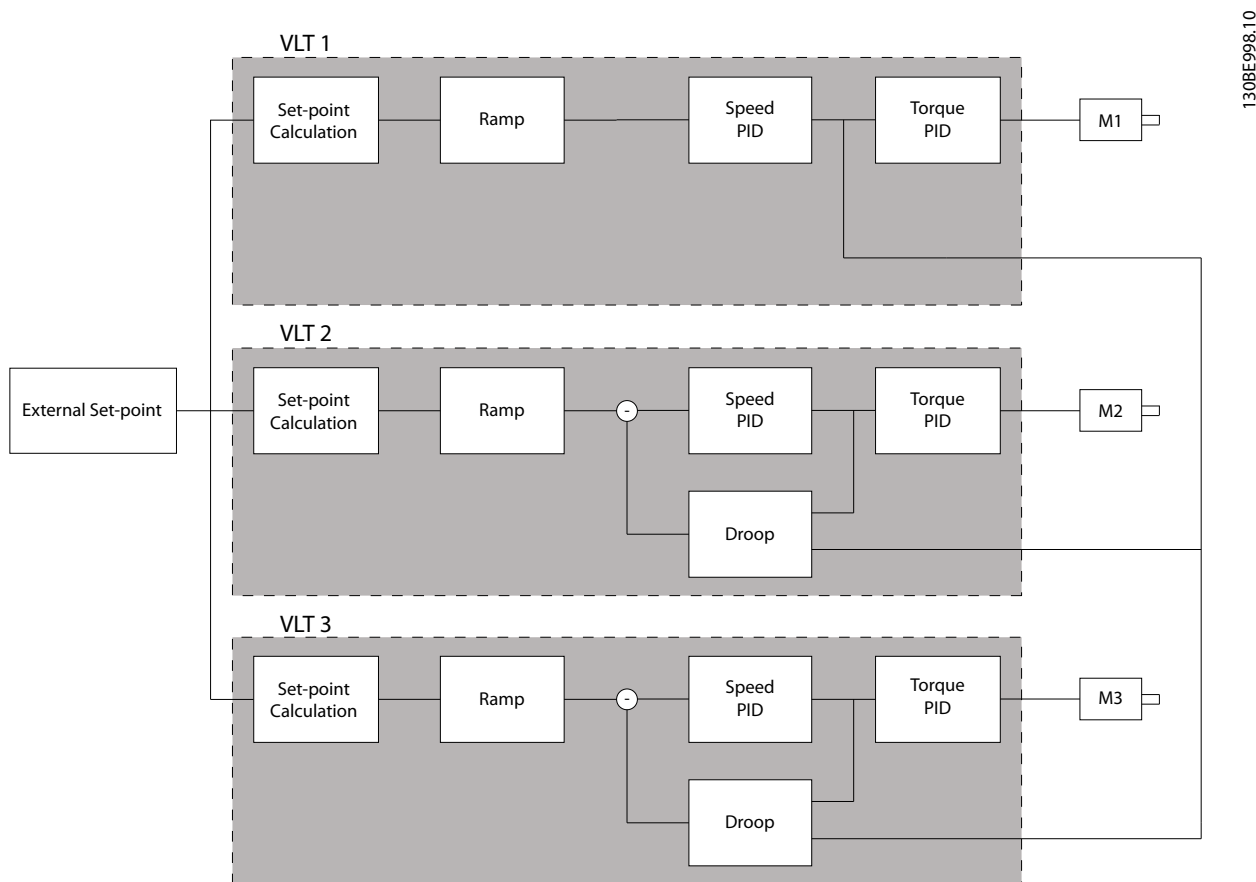 130BE998.10
VLT 1
Set-point
Calculation
Ramp
Speed
PID
Torque
PID
M1
VLT 2
External Set-point
Set-point
Calculation
Ramp
-
Speed
PID
Torque
PID
M2
Droop
VLT 3
Set-point
Calculation
Ramp
-
Speed
PID
Torque
PID
M3
Droop